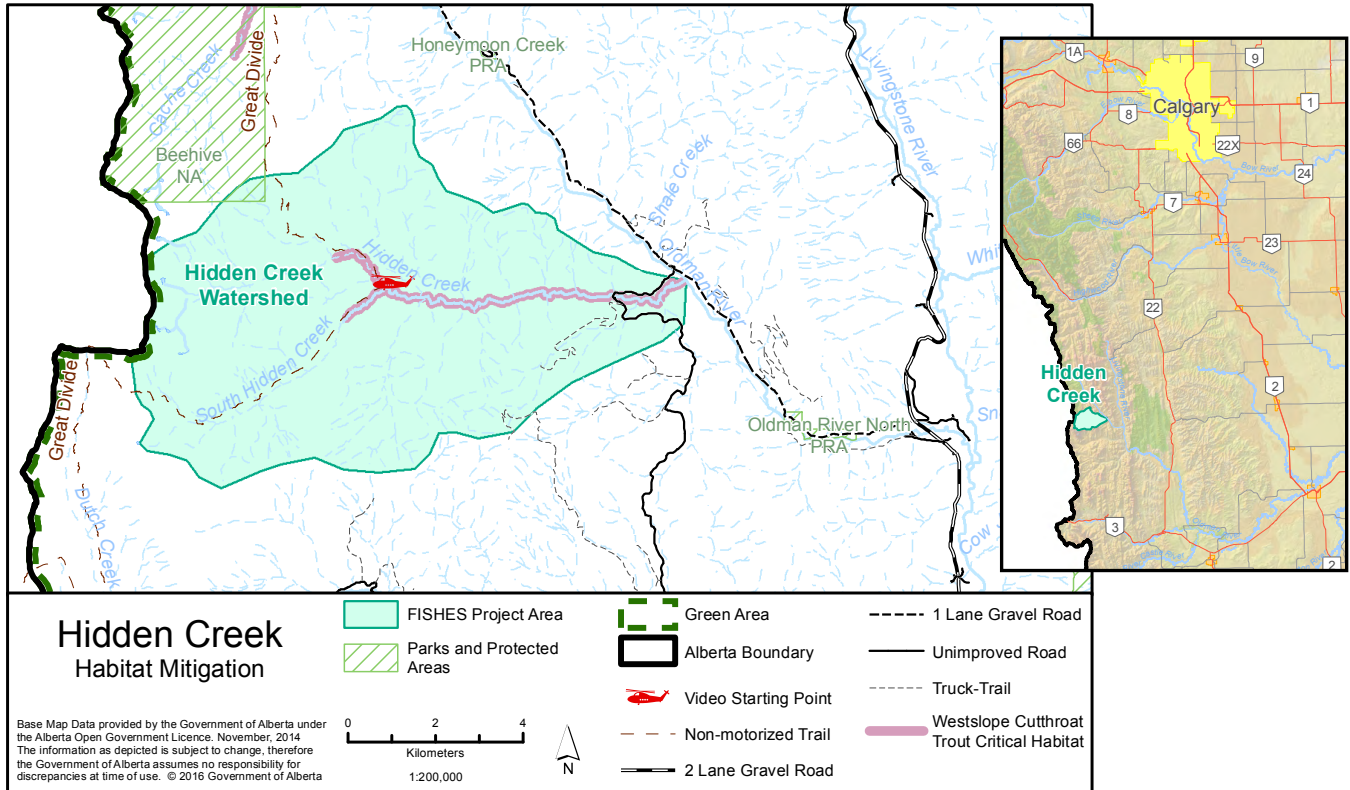 Honeymoon Creek
PRA
Cache Creek
Great Divide
Livingstone River
Beehive
NA
Shale Creek
Oldman River
Hidden Creek
Hidden Creek
Watershed
South Hidden Creek
Great Divide
Dutch Creek
Oldman River North
PRA
Whi
Sn
Cow
1A
9
Calgary
1
8
66
22X
Bow River
24
7
23
22
2
Hidden
Creek
3
2
Hidden Creek
Habitat Mitigation
Base Map Data provided by the Government of Alberta under
the Alberta Open Government Licence. November, 2014
The information as depicted is subject to change, therefore
the Government of Alberta assumes no responsibility for
discrepancies at time of use. © 2016 Government of Alberta
FISHES Project Area
Parks and Protected
Areas
0 2 4
Kilometers
1:200,000
N
Green Area
Alberta Boundary
Video Starting Point
Non-motorized Trail
2 Lane Gravel Road
1 Lane Gravel Road
Unimproved Road
Truck-Trail
Westslope Cutthroat
Trout Critical Habitat